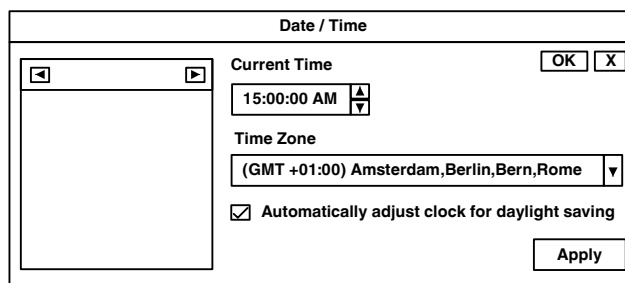 Date / Time
Current Time
OK
X
15:00:00 AM
Time Zone
(GMT +01:00) Amsterdam,Berlin,Bern,Rome
Automatically adjust clock for daylight saving
Apply